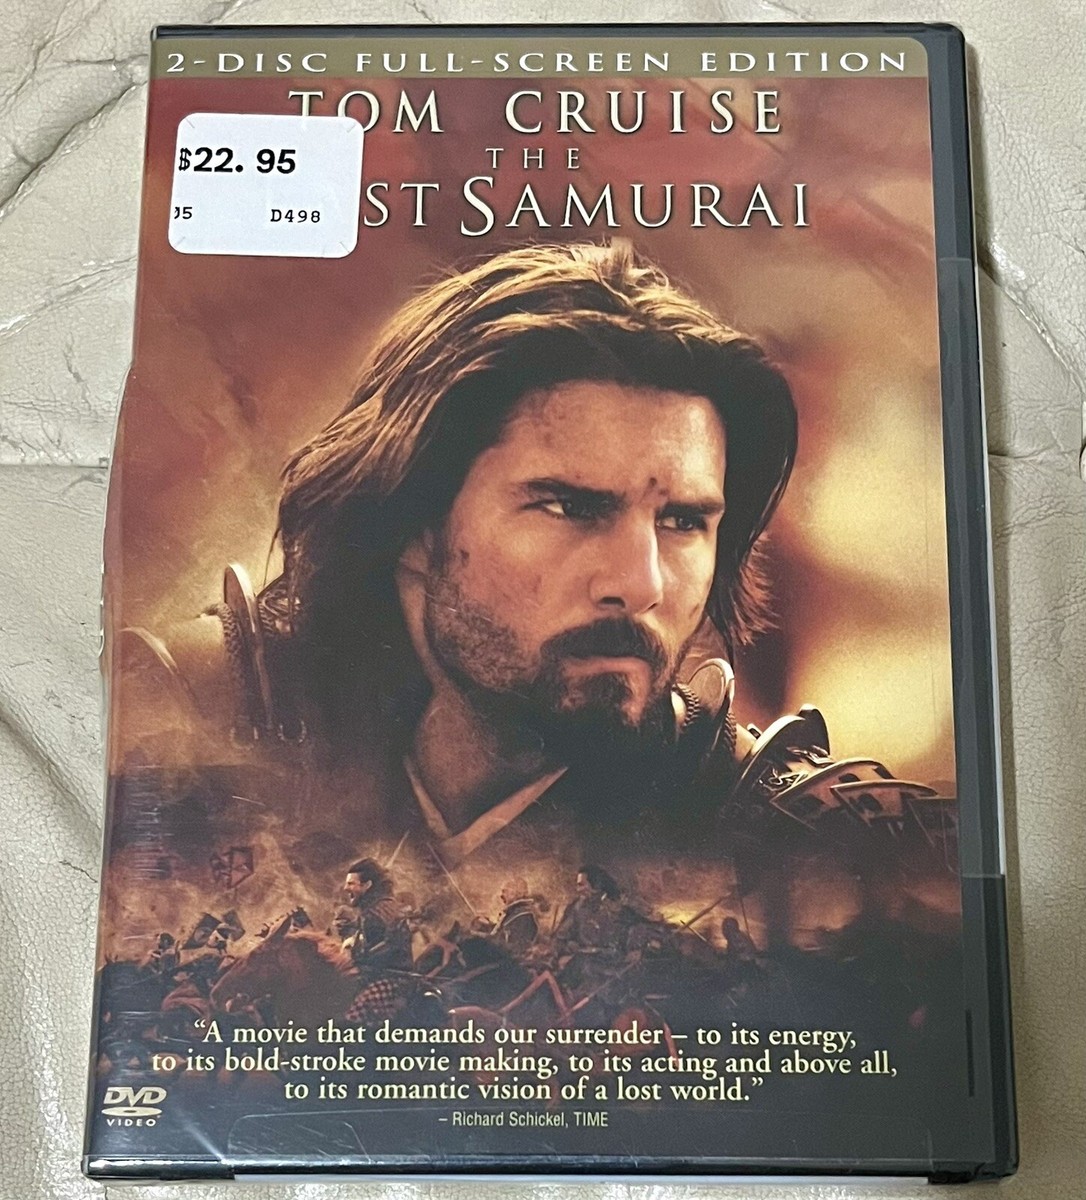 2-DISC FULL-SCREEN EDITION
TOM CRUISE
THE
ST SAMURAI
$22.95
05 D498
“A movie that demands our surrender – to its energy,
to its bold-stroke movie making, to its acting and above all,
to its romantic vision of a lost world.”
– Richard Schickel, TIME
DVD
VIDEO